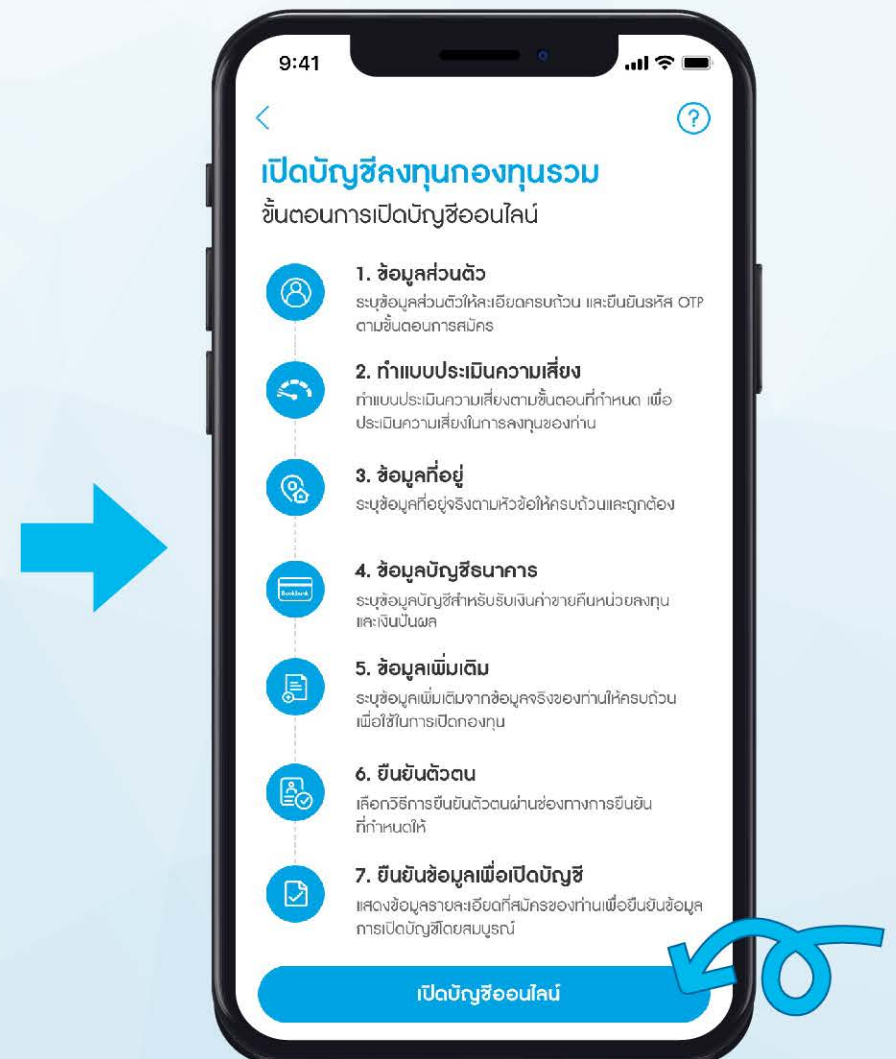 9:41
?
เปิดบัญชีลงทุนกองทุนรวม
ขั้นตอนการเปิดบัญชีออนไลน์
1. ข้อมูลส่วนตัว
ระบุข้อมูลส่วนตัวให้ละเอียดครบถ้วน และยืนยันรหัส OTP
ตามขั้นตอนการสมัคร
2. ทำแบบประเมินความเสี่ยง
ทำแบบประเมินความเสี่ยงตามขั้นตอนที่กำหนด เพื่อ
ประเมินความเสี่ยงในการลงทุนของท่าน
3. ข้อมูลที่อยู่
ระบุข้อมูลที่อยู่จริงตามหัวข้อให้ครบถ้วนและถูกต้อง
4. ข้อมูลบัญชีธนาคาร
Bookbank
ระบุข้อมูลบัญชีสำหรับรับเงินค่าขายคืนหน่วยลงทุน
และเงินปันผล
5. ข้อมูลเพิ่มเติม
ระบุข้อมูลเพิ่มเติมจากข้อมูลจริงของท่านให้ครบถ้วน
เพื่อใช้ในการเปิดกองทุน
6. ยืนยันตัวตน
เลือกวิธีการยืนยันตัวตนผ่านช่องทางการยืนยัน
ที่กำหนดให้
7. ยืนยันข้อมูลเพื่อเปิดบัญชี
แสดงข้อมูลรายละเอียดที่สมัครของท่านเพื่อยืนยันข้อมูล
การเปิดบัญชีโดยสมบูรณ์
เปิดบัญชีออนไลน์